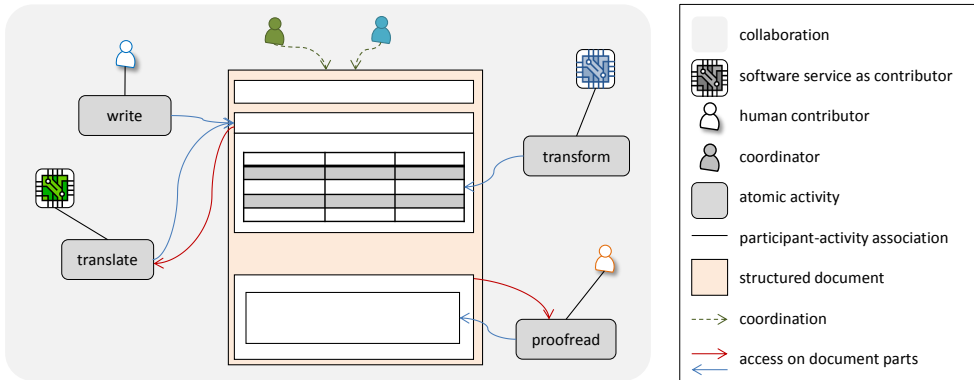 write
translate
transform
proofread
collaboration
software service as contributor
human contributor
coordinator
atomic activity
participant-activity association
structured document
coordination
access on document parts